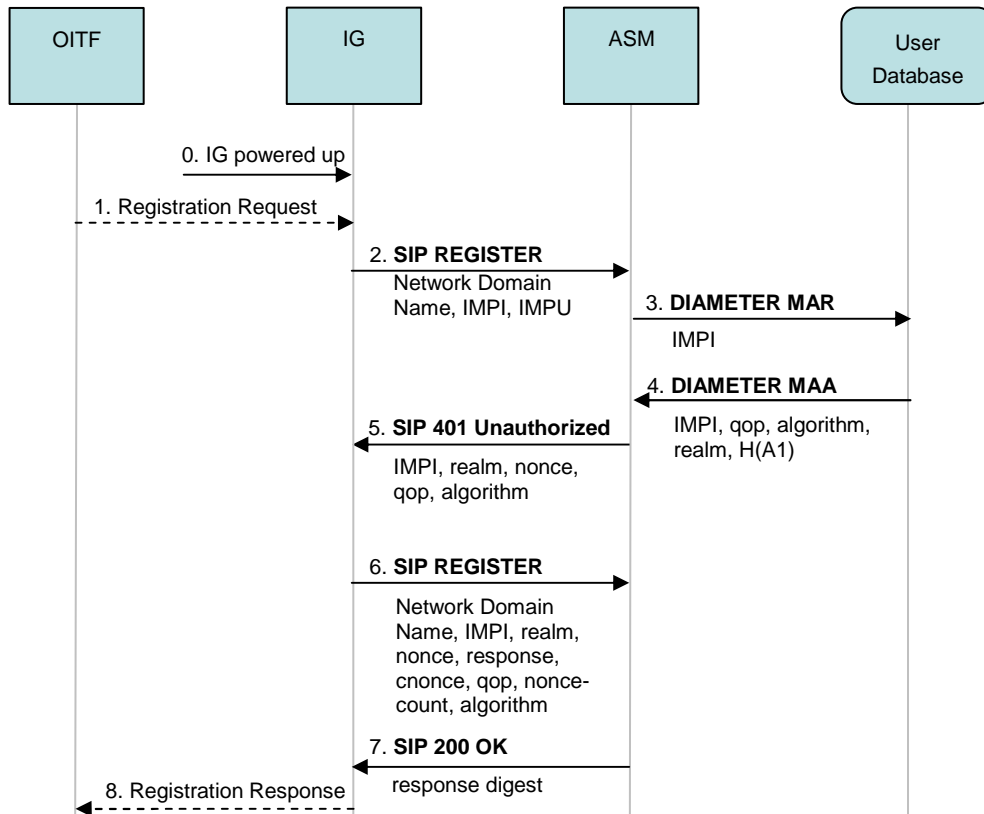 OITF
IG
ASM
User
Database
0. IG powered up
1. Registration Request
2. SIP REGISTER
Network Domain
Name, IMPI, IMPU
3. DIAMETER MAR
IMPI
4. DIAMETER MAA
IMPI, qop, algorithm,
realm, H(A1)
5. SIP 401 Unauthorized
IMPI, realm, nonce,
qop, algorithm
6. SIP REGISTER
Network Domain
Name, IMPI, realm,
nonce, response,
cnonce, qop, nonce-
count, algorithm
7. SIP 200 OK
response digest
8. Registration Response